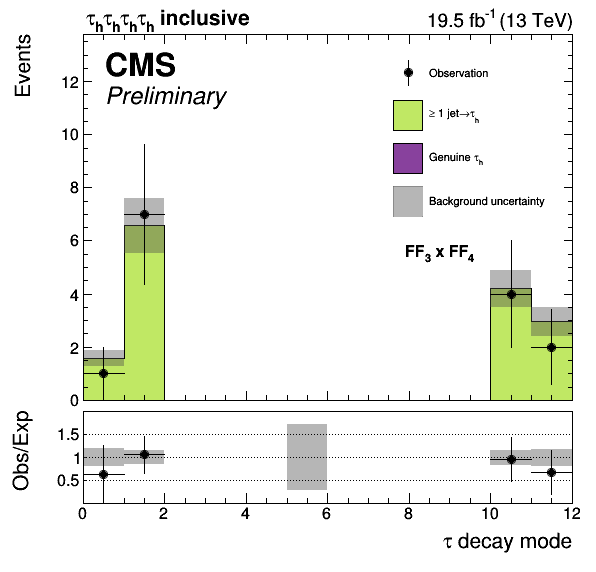 τhτhτhτh inclusive 19.5 fb⁻¹ (13 TeV)
Events
CMS
Preliminary
Observation
≥ 1 jet→τh
Genuine τh
Background uncertainty
FF3 x FF4
12
10
8
6
4
2
0
Obs/Exp
1.5
1
0.5
0 2 4 6 8 10 12
τ decay mode